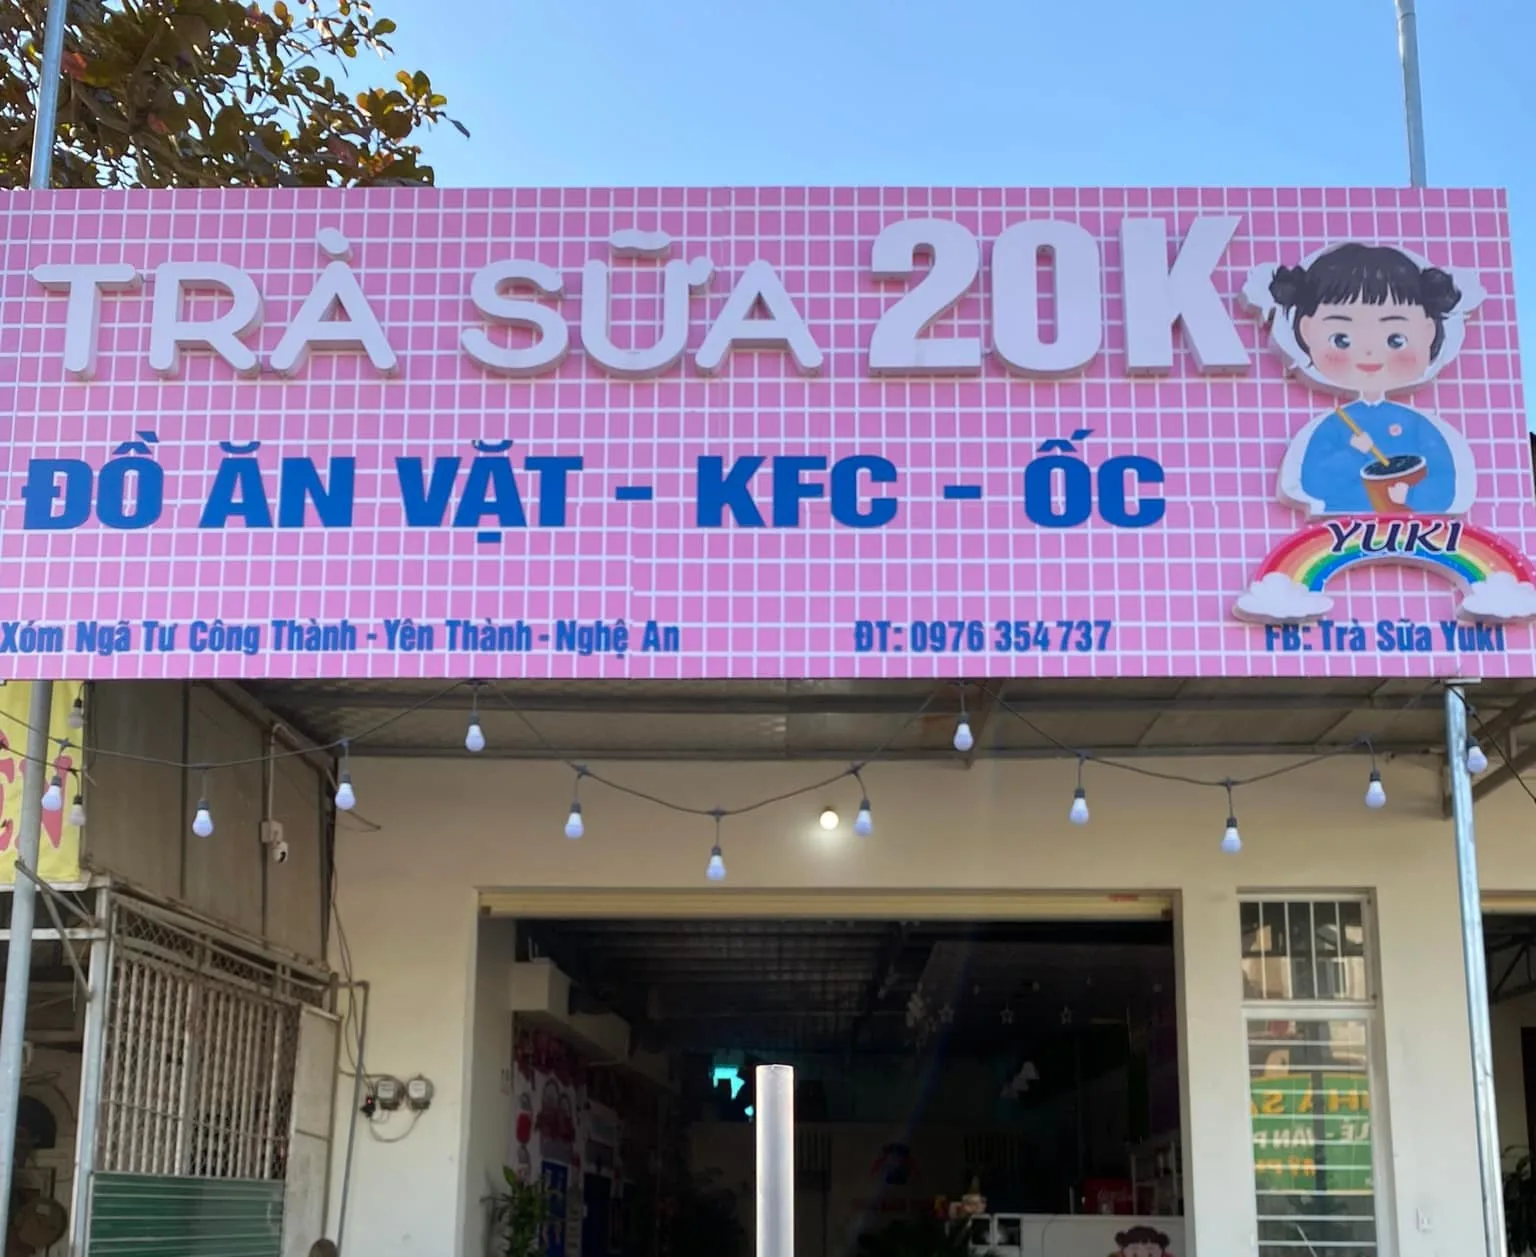 TRÀ SỮA 20K
ĐỒ ĂN VẶT - KFC - ỐC
YUKI
Xóm Ngã Tư Công Thành - Yên Thành - Nghệ An ĐT: 0976 354 737 FB: Trà Sữa Yuki